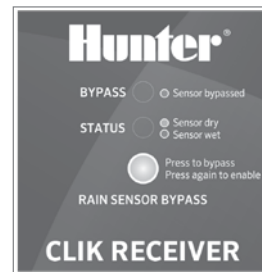 Hunter®
BYPASS Sensor bypassed
STATUS Sensor dry
Sensor wet
Press to bypass
Press again to enable
RAIN SENSOR BYPASS
CLIK RECEIVER